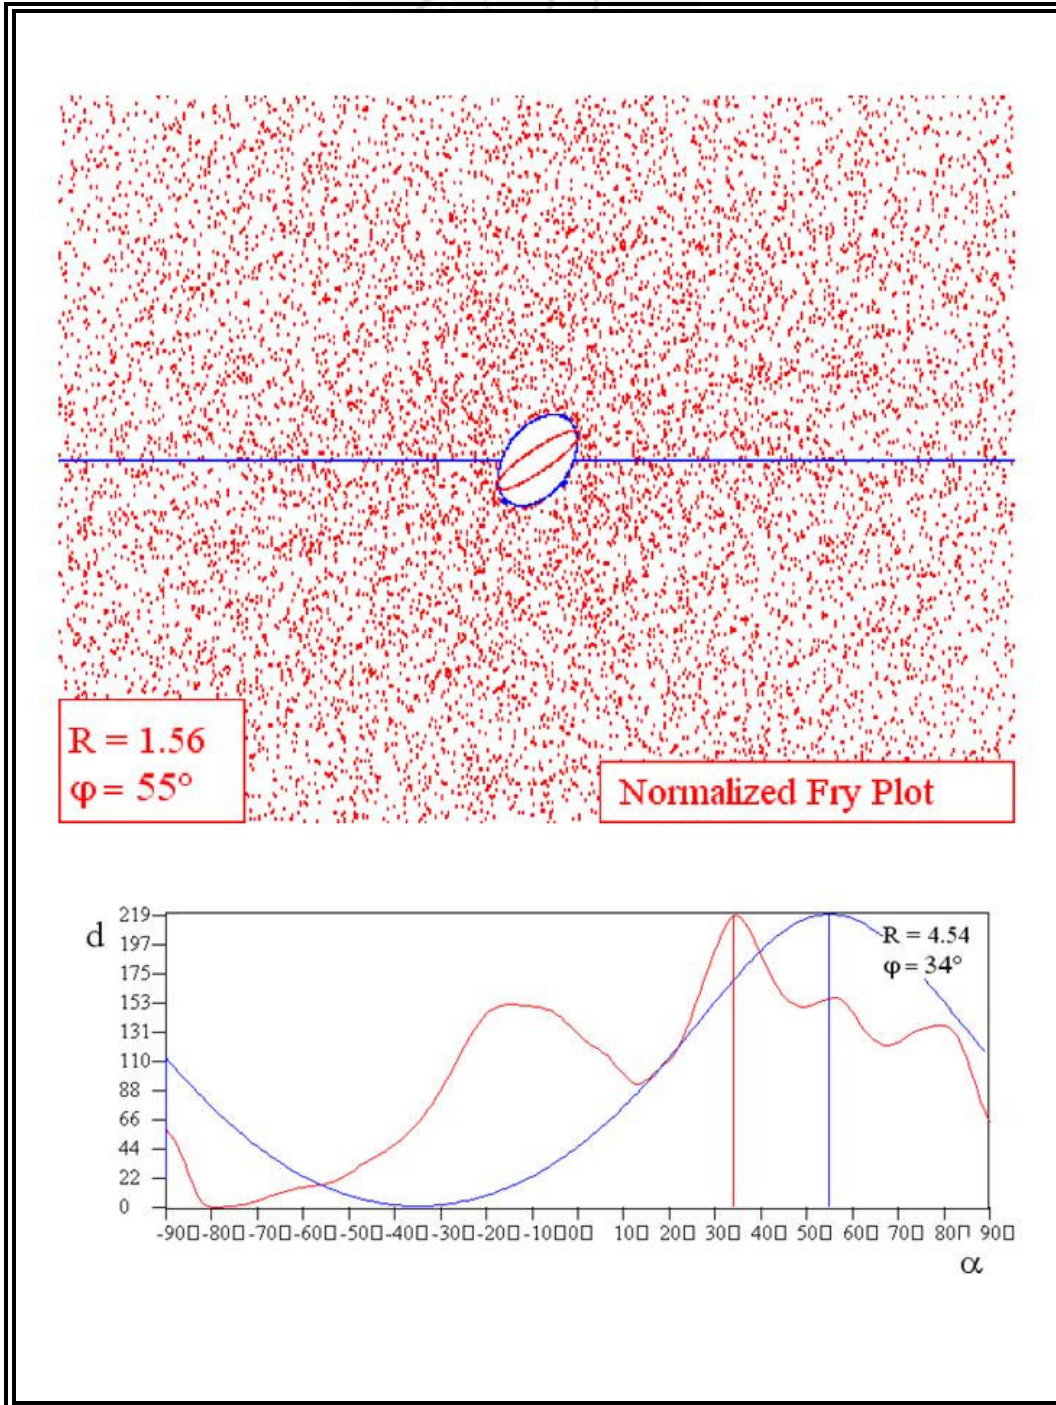 R = 1.56
φ = 55°
Normalized Fry Plot
d
219
197
175
153
131
110
88
66
44
22
0
R = 4.54
φ = 34°
-90▯ -80▯ -70▯ -60▯ -50▯ -40▯ -30▯ -20▯ -10▯ 0▯ 10▯ 20▯ 30▯ 40▯ 50▯ 60▯ 70▯ 80▯ 90▯
α